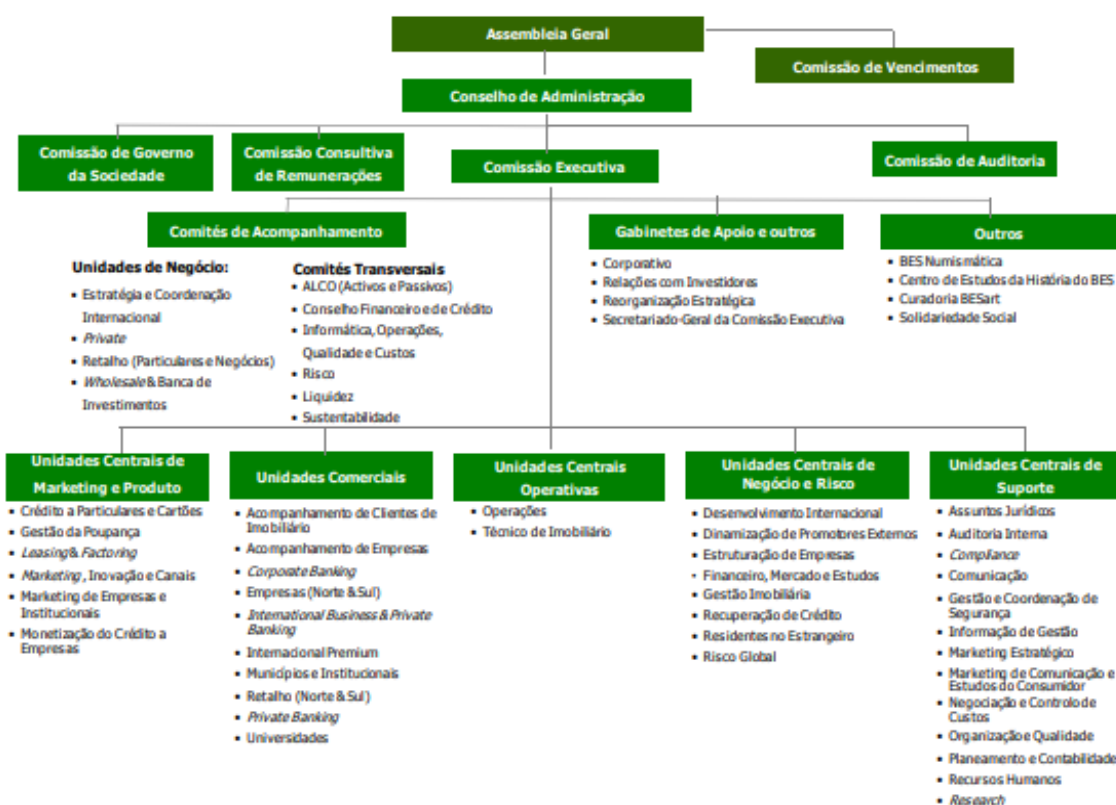 Assembleia Geral
Comissão de Vencimentos
Conselho de Administração
Comissão de Governo
da Sociedade
Comissão Consultiva
de Remunerações
Comissão Executiva
Comissão de Auditoria
Comités de Acompanhamento
Unidades de Negócio:
▪ Estratégia e Coordenação
Internacional
▪ Private
▪ Retalho (Particulares e Negócios)
▪ Wholesale & Banca de
Investimentos
Comités Transversais
▪ ALCO (Activos e Passivos)
▪ Conselho Financeiro e de Crédito
▪ Informática, Operações,
Qualidade e Custos
▪ Risco
▪ Liquidez
▪ Sustentabilidade
Gabinetes de Apoio e outros
▪ Corporativo
▪ Relações com Investidores
▪ Reorganização Estratégica
▪ Secretariado-Geral da Comissão Executiva
Outros
▪ BES Numismática
▪ Centro de Estudos da História do BES
▪ Curadoria BESart
▪ Solidariedade Social
Unidades Centrais de
Marketing e Produto
▪ Crédito a Particulares e Cartões
▪ Gestão da Poupança
▪ Leasing & Factoring
▪ Marketing, Inovação e Canais
▪ Marketing de Empresas e
Institucionais
▪ Monetização do Crédito a
Empresas
Unidades Comerciais
▪ Acompanhamento de Clientes de
Imobiliário
▪ Acompanhamento de Empresas
▪ Corporate Banking
▪ Empresas (Norte & Sul)
▪ International Business & Private
Banking
▪ Internacional Premium
▪ Municípios e Institucionais
▪ Retalho (Norte & Sul)
▪ Private Banking
▪ Universidades
Unidades Centrais
Operativas
▪ Operações
▪ Técnico de Imobiliário
Unidades Centrais de
Negócio e Risco
▪ Desenvolvimento Internacional
▪ Dinamização de Promotores Externos
▪ Estruturação de Empresas
▪ Financeiro, Mercado e Estudos
▪ Gestão Imobiliária
▪ Recuperação de Crédito
▪ Residentes no Estrangeiro
▪ Risco Global
Unidades Centrais de
Suporte
▪ Assuntos Jurídicos
▪ Auditoria Interna
▪ Compliance
▪ Comunicação
▪ Gestão e Coordenação de
Segurança
▪ Informação de Gestão
▪ Marketing Estratégico
▪ Marketing de Comunicação e
Estudos do Consumidor
▪ Negociação e Controlo de
Custos
▪ Organização e Qualidade
▪ Planeamento e Contabilidade
▪ Recursos Humanos
▪ Research